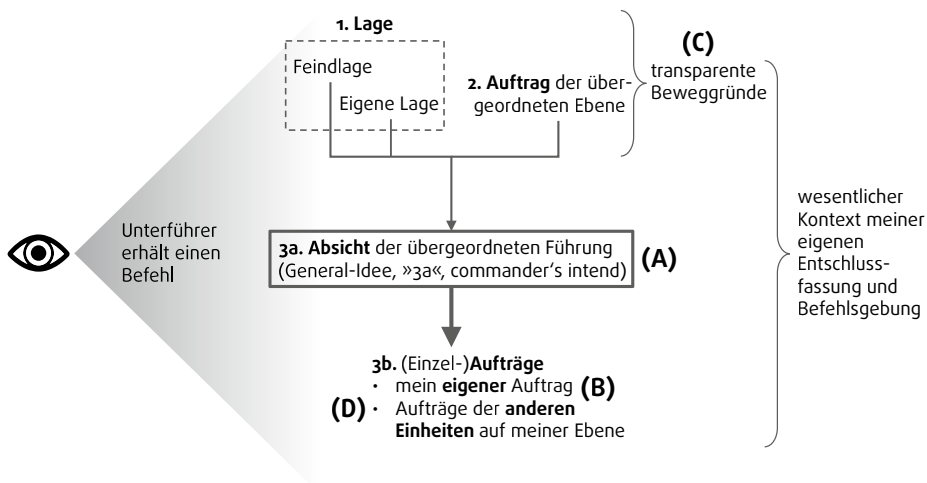 1. Lage
Feindlage
Eigene Lage
2. Auftrag der über-
geordneten Ebene
(C)
transparente
Beweggründe
Unterführer
erhält einen
Befehl
3a. Absicht der übergeordneten Führung
(General-Idee, »3a«, commander's intend)
(A)
wesentlicher
Kontext meiner
eigenen
Entschluss-
fassung und
Befehlsgebung
3b. (Einzel-)Aufträge
• mein eigener Auftrag (B)
(D) • Aufträge der anderen
Einheiten auf meiner Ebene